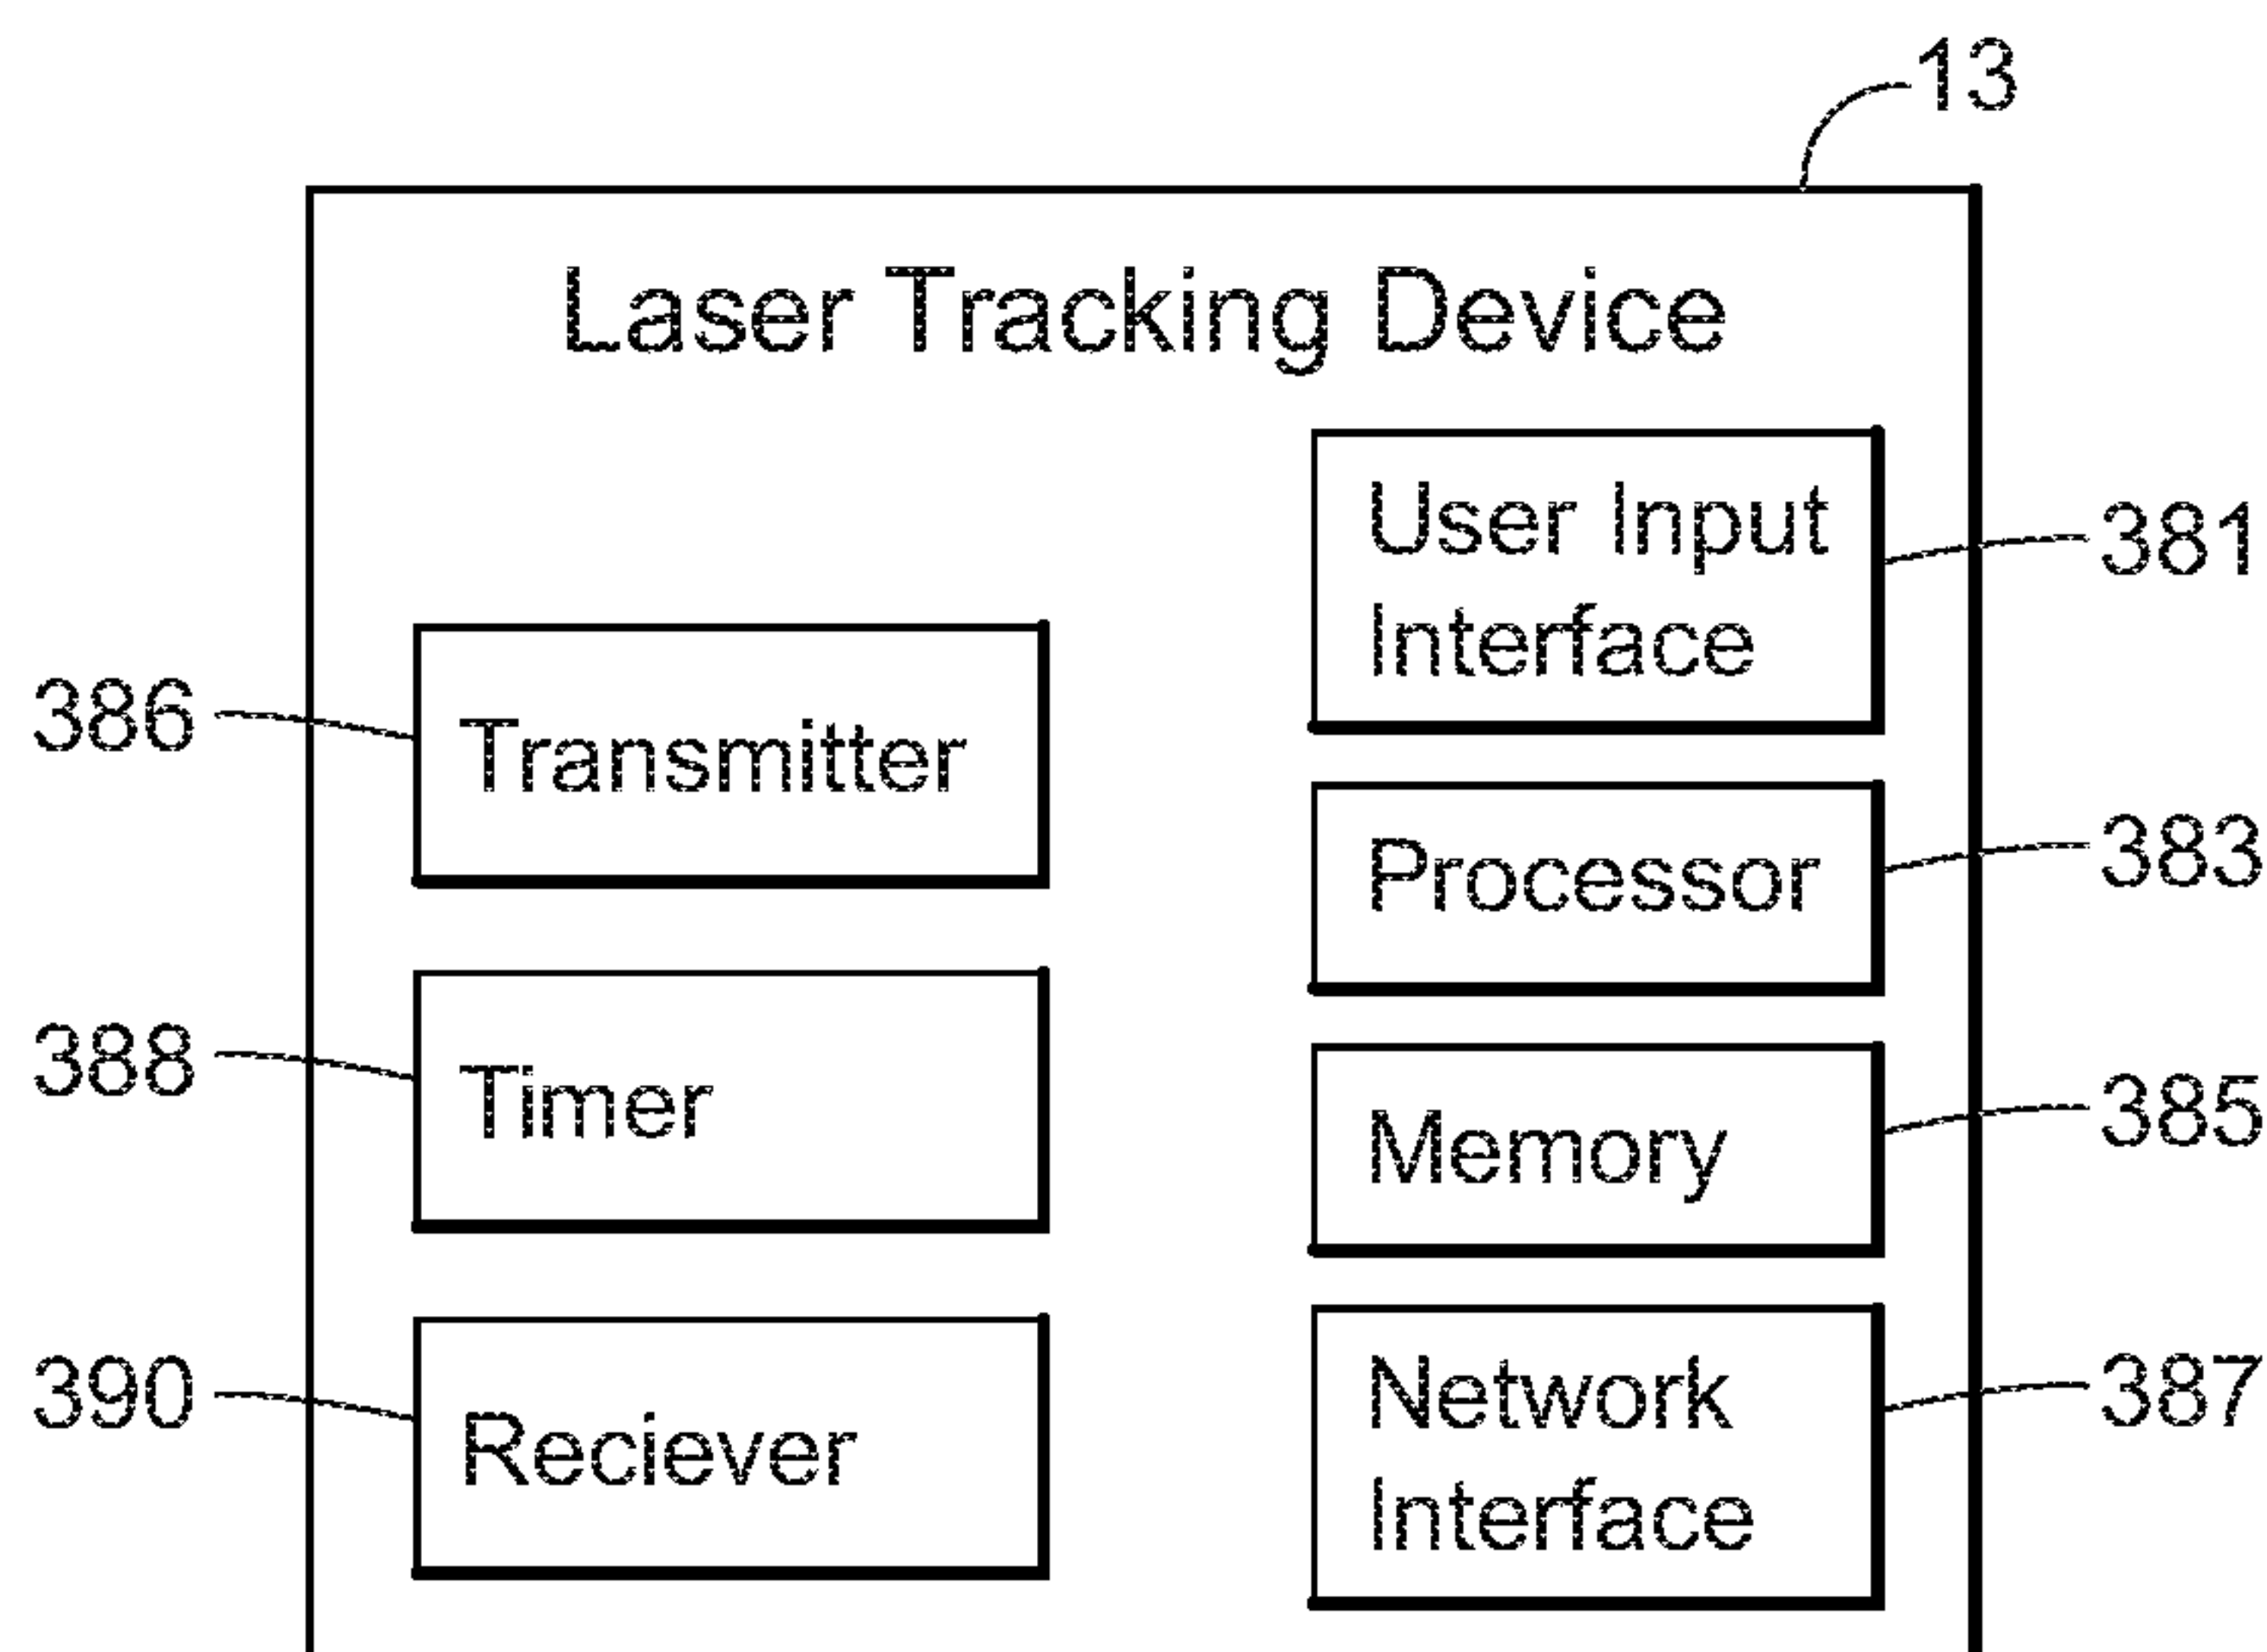 13
Laser Tracking Device
User Input
Interface
381
386
Transmitter
Processor
383
388
Timer
Memory
385
390
Reciever
Network
Interface
387